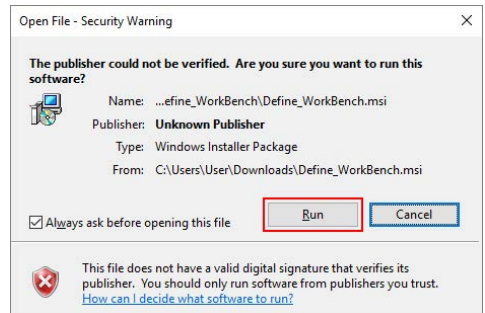 Open File - Security Warning
The publisher could not be verified. Are you sure you want to run this
software?
Name: ...efine_WorkBench\Define_WorkBench.msi
Publisher: Unknown Publisher
Type: Windows Installer Package
From: C:\Users\User\Downloads\Define_WorkBench.msi
Run Cancel
Always ask before opening this file
This file does not have a valid digital signature that verifies its
publisher. You should only run software from publishers you trust.
How can I decide what software to run?